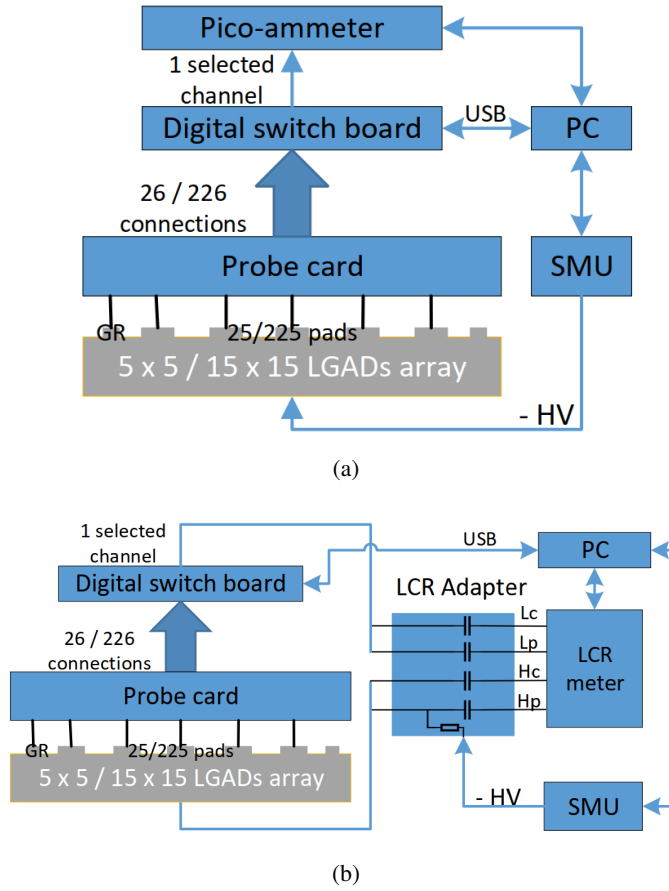 Pico-ammeter
1 selected
channel
Digital switch board
USB
PC
26 / 226
connections
Probe card
SMU
GR
25/225 pads
5 x 5 / 15 x 15 LGADs array
- HV
(a)
1 selected
channel
USB
PC
Digital switch board
LCR Adapter
Lc
26 / 226
connections
Lp
LCR
meter
Hc
Probe card
Hp
GR
25/225 pads
5 x 5 / 15 x 15 LGADs array
- HV
SMU
(b)